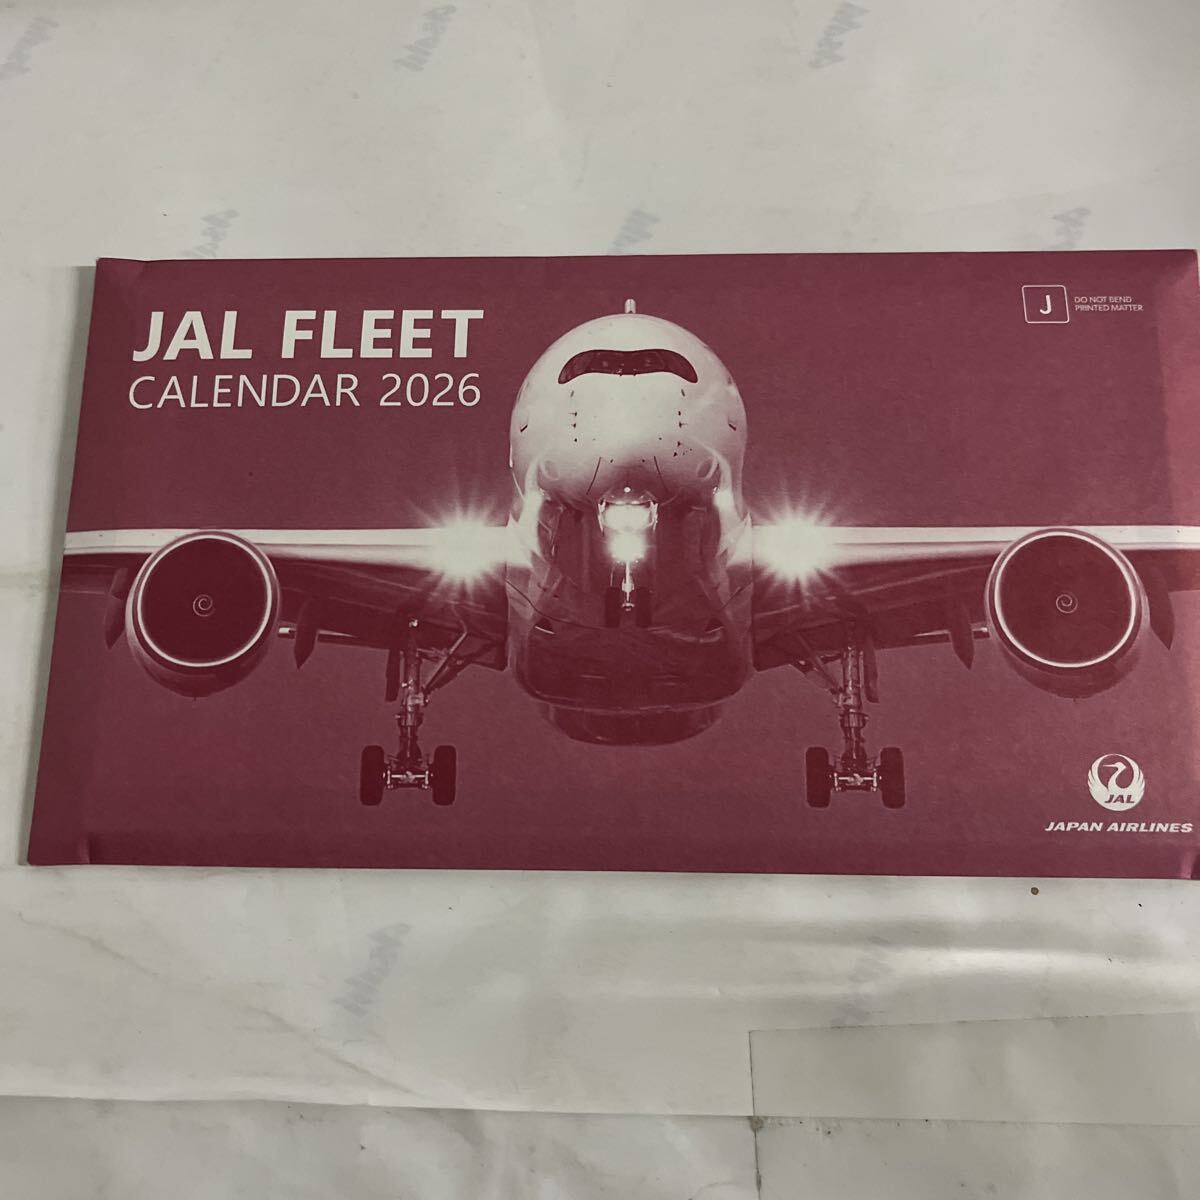 JAL FLEET
CALENDAR 2026
J
DO NOT BEND
PRINTED MATTER
JAL
JAPAN AIRLINES